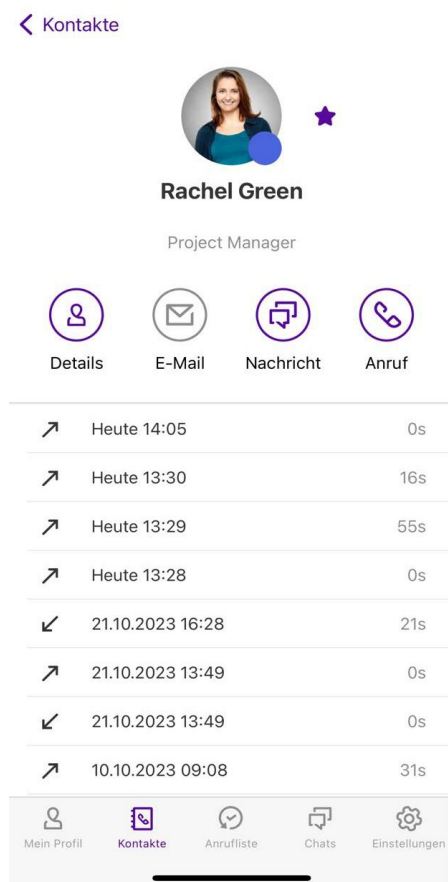 Kontakte
Rachel Green
Project Manager
Details E-Mail Nachricht Anruf
Heute 14:05 0s
Heute 13:30 16s
Heute 13:29 55s
Heute 13:28 0s
21.10.2023 16:28 21s
21.10.2023 13:49 0s
21.10.2023 13:49 0s
10.10.2023 09:08 31s
Mein Profil Kontakte Anrufliste Chats Einstellungen